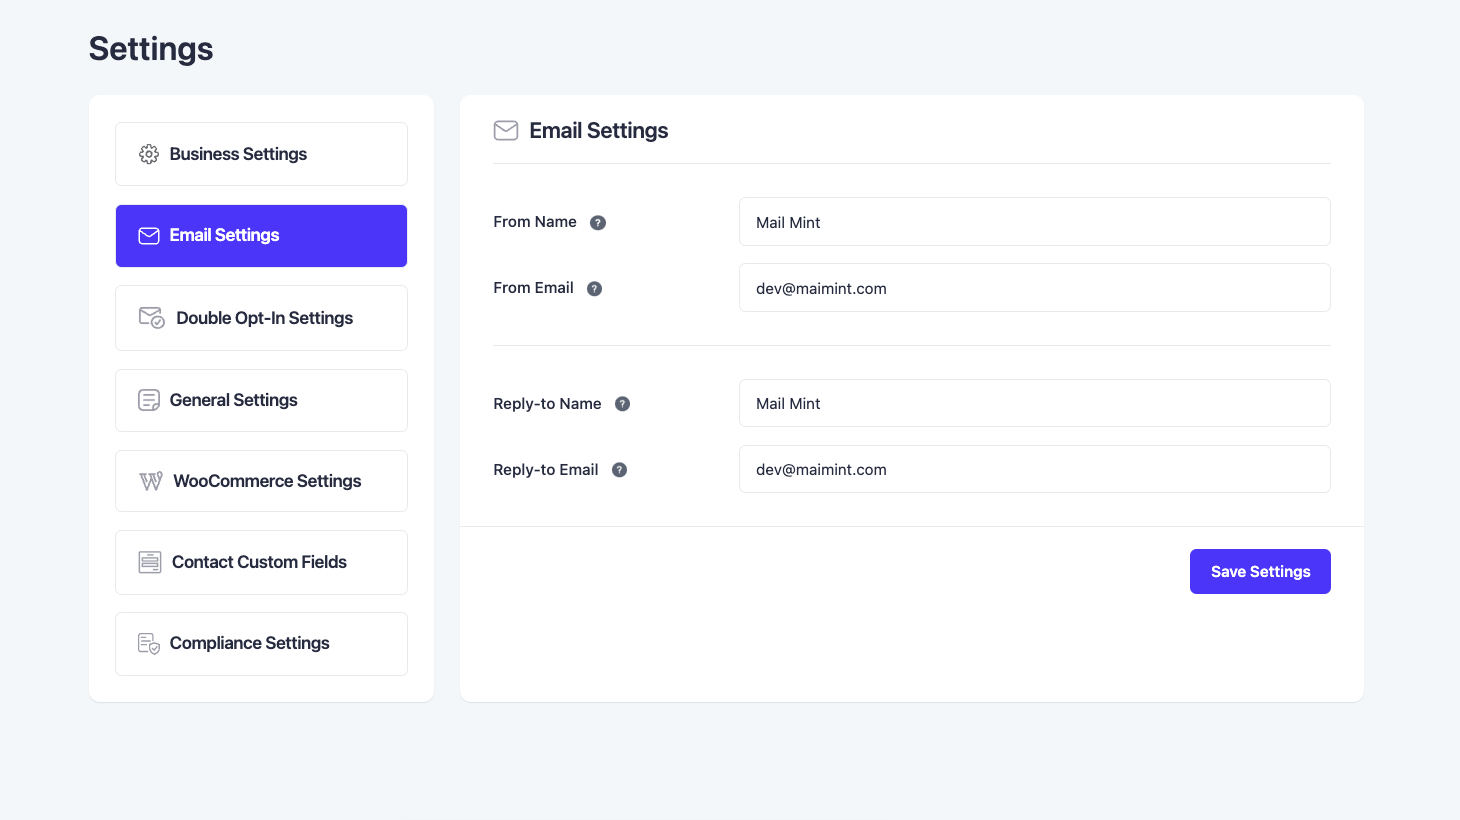 Settings
Business Settings
Email Settings
Double Opt-In Settings
General Settings
WooCommerce Settings
Contact Custom Fields
Compliance Settings
Email Settings
From Name ?
Mail Mint
From Email ?
dev@maimint.com
Reply-to Name ?
Mail Mint
Reply-to Email ?
dev@maimint.com
Save Settings